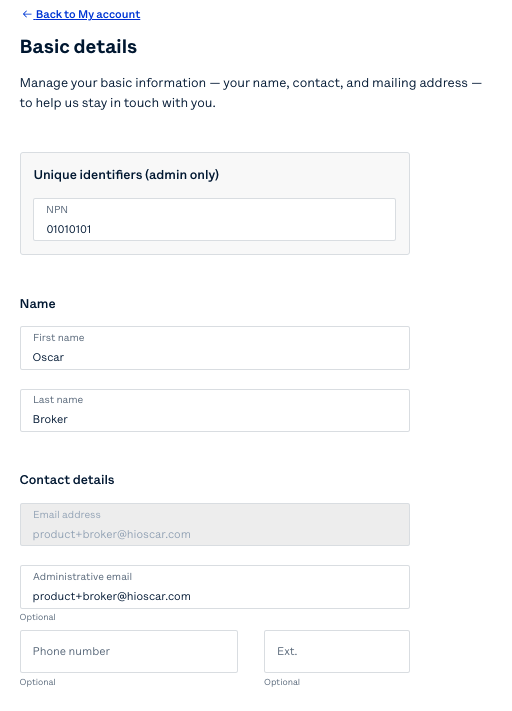 ← Back to My account
Basic details
Manage your basic information — your name, contact, and mailing address —
to help us stay in touch with you.
Unique identifiers (admin only)
NPN
01010101
Name
First name
Oscar
Last name
Broker
Contact details
Email address
product+broker@hioscar.com
Administrative email
product+broker@hioscar.com
Optional
Phone number
Ext.
Optional
Optional